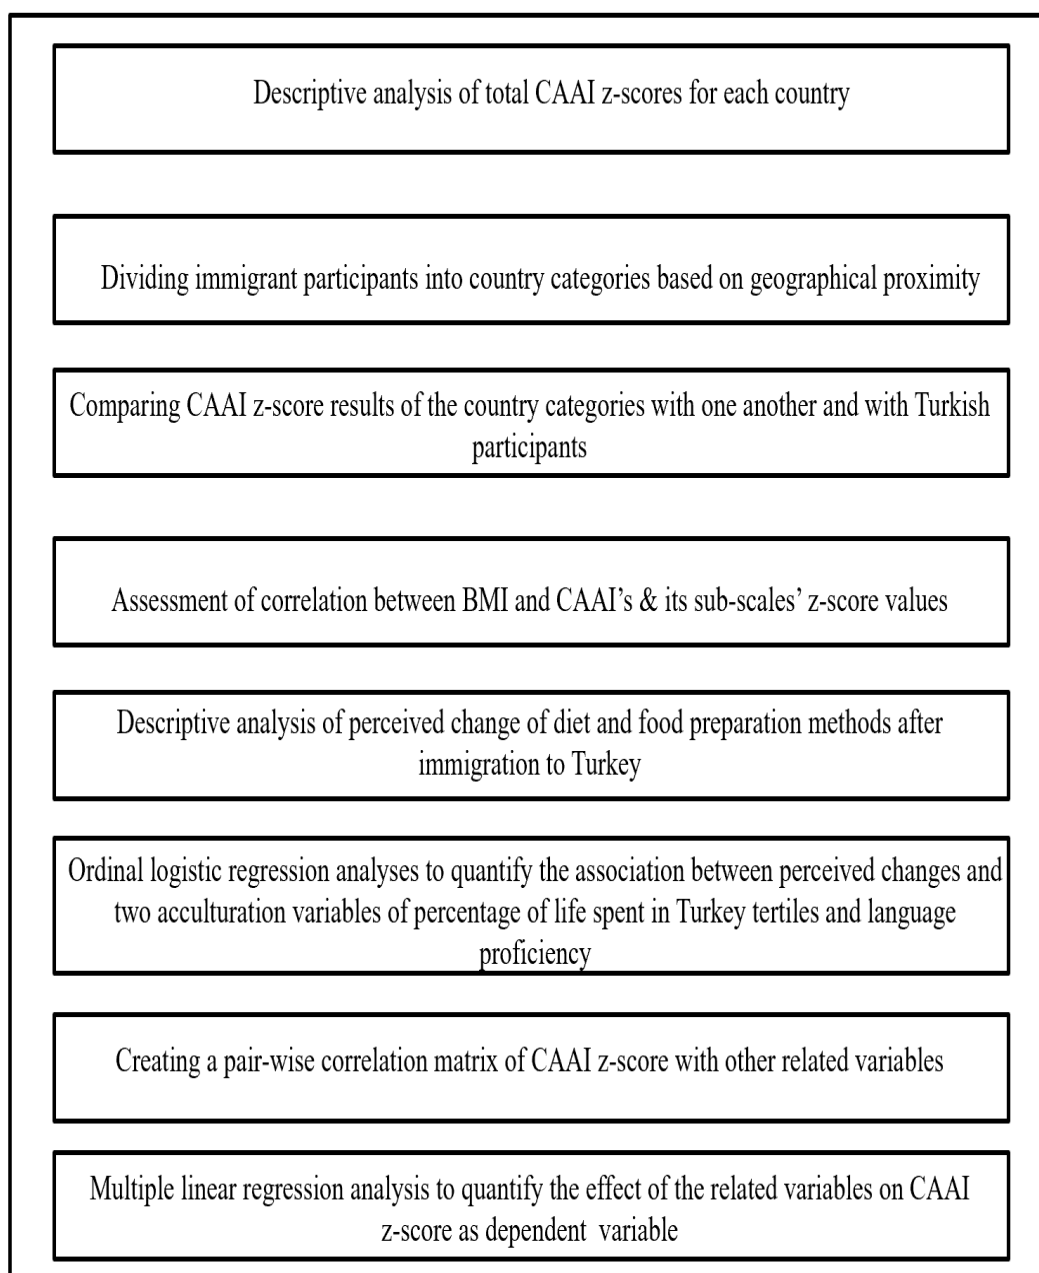 Descriptive analysis of total CAAI z-scores for each country
Dividing immigrant participants into country categories based on geographical proximity
Comparing CAAI z-score results of the country categories with one another and with Turkish
participants
Assessment of correlation between BMI and CAAI’s & its sub-scales’ z-score values
Descriptive analysis of perceived change of diet and food preparation methods after
immigration to Turkey
Ordinal logistic regression analyses to quantify the association between perceived changes and
two acculturation variables of percentage of life spent in Turkey tertiles and language
proficiency
Creating a pair-wise correlation matrix of CAAI z-score with other related variables
Multiple linear regression analysis to quantify the effect of the related variables on CAAI
z-score as dependent variable